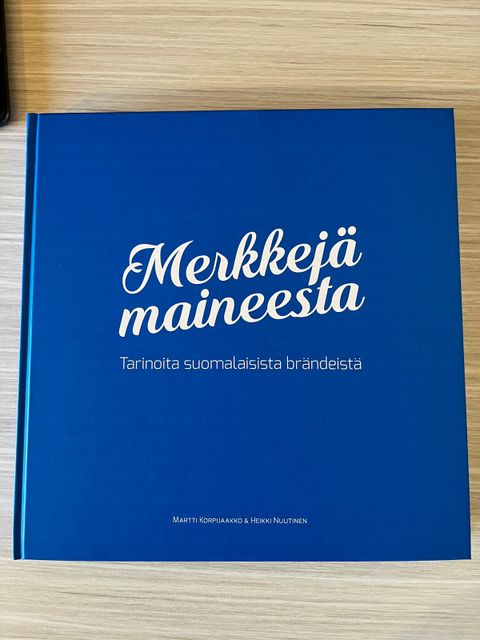 Merkkejä
maineesta
Tarinoita suomalaisista brändeistä
Martti Korpijaakko & Heikki Nuutinen